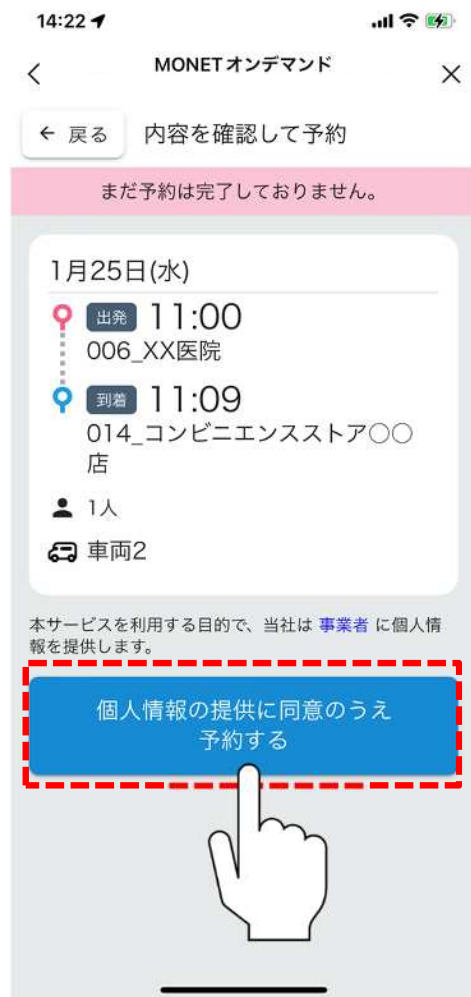 14:22
MONETオンデマンド
← 戻る 内容を確認して予約
まだ予約は完了しておりません。
1月25日(水)
出発 11:00
006_XX医院
到着 11:09
014_コンビニエンスストア○○
店
1人
車両2
本サービスを利用する目的で、当社は 事業者 に個人情
報を提供します。
個人情報の提供に同意のうえ
予約する